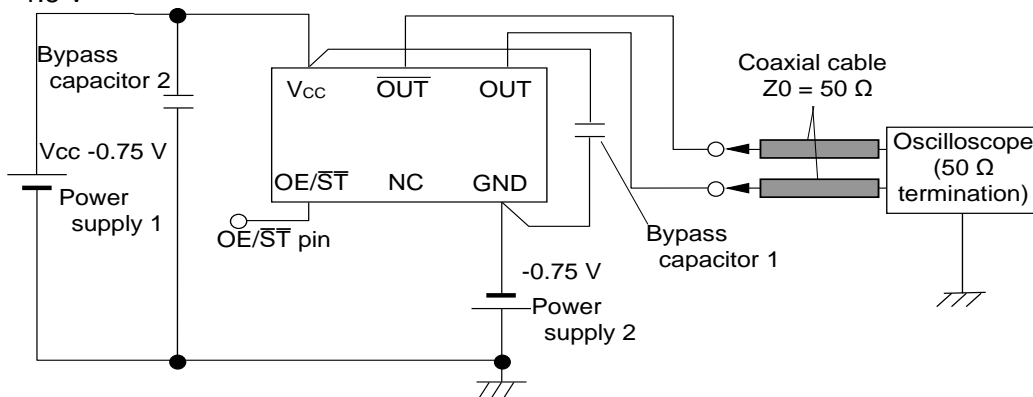 Bypass
capacitor 2
Vcc -0.75 V
Power
supply 1
VCC
OUT
OUT
OE/ST
NC
GND
OE/ST pin
-0.75 V
Power
supply 2
Bypass
capacitor 1
Coaxial cable
Z0 = 50 Ω
Oscilloscope
(50 Ω
termination)